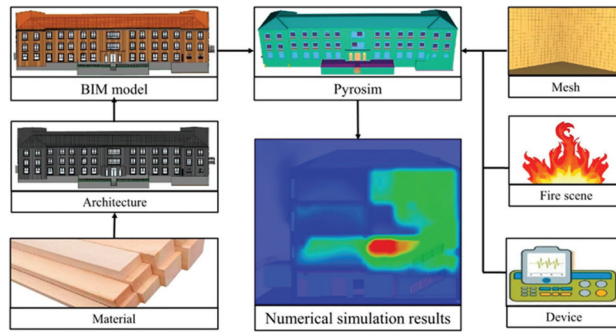 BIM model
Pyrosim
Mesh
Architecture
Fire scene
Material
Numerical simulation results
Device